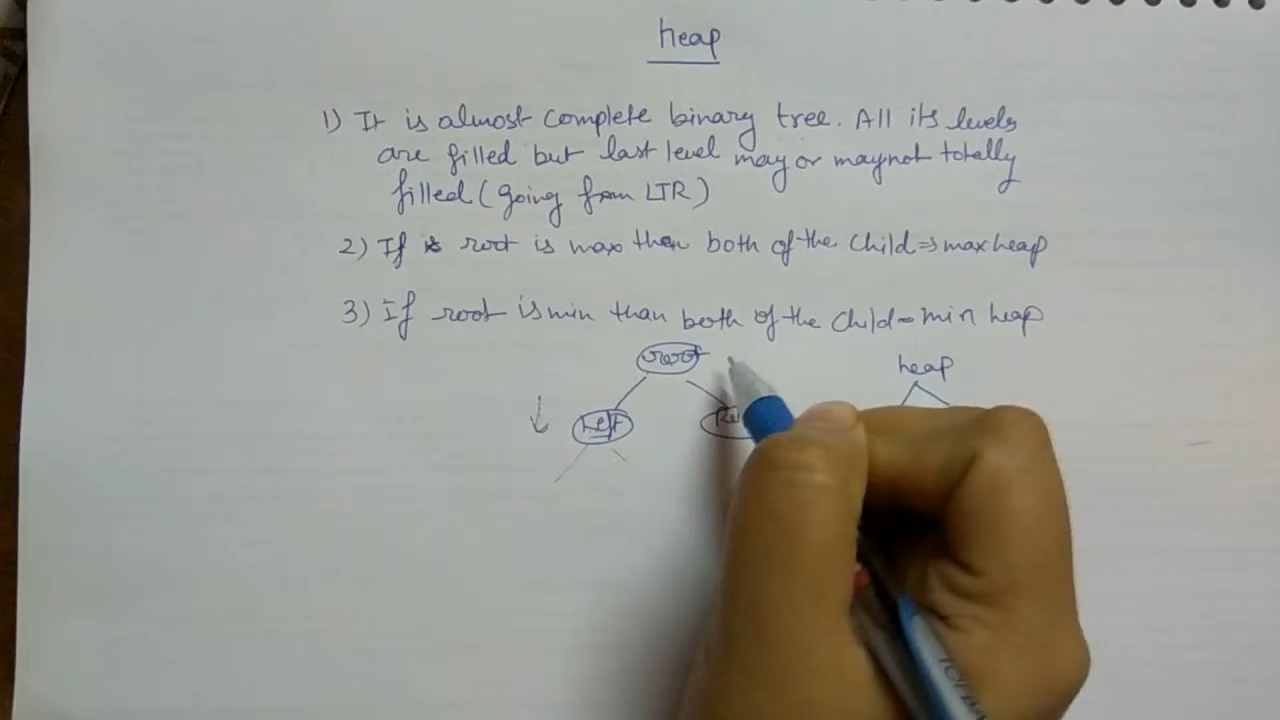 heap
1) It is almost complete binary tree. All its levels
are filled but last level may or may not totally
filled (going from LTR)
2) If root is max than both of the child => max heap
3) If root is min than both of the child = min heap
root
heap
Left